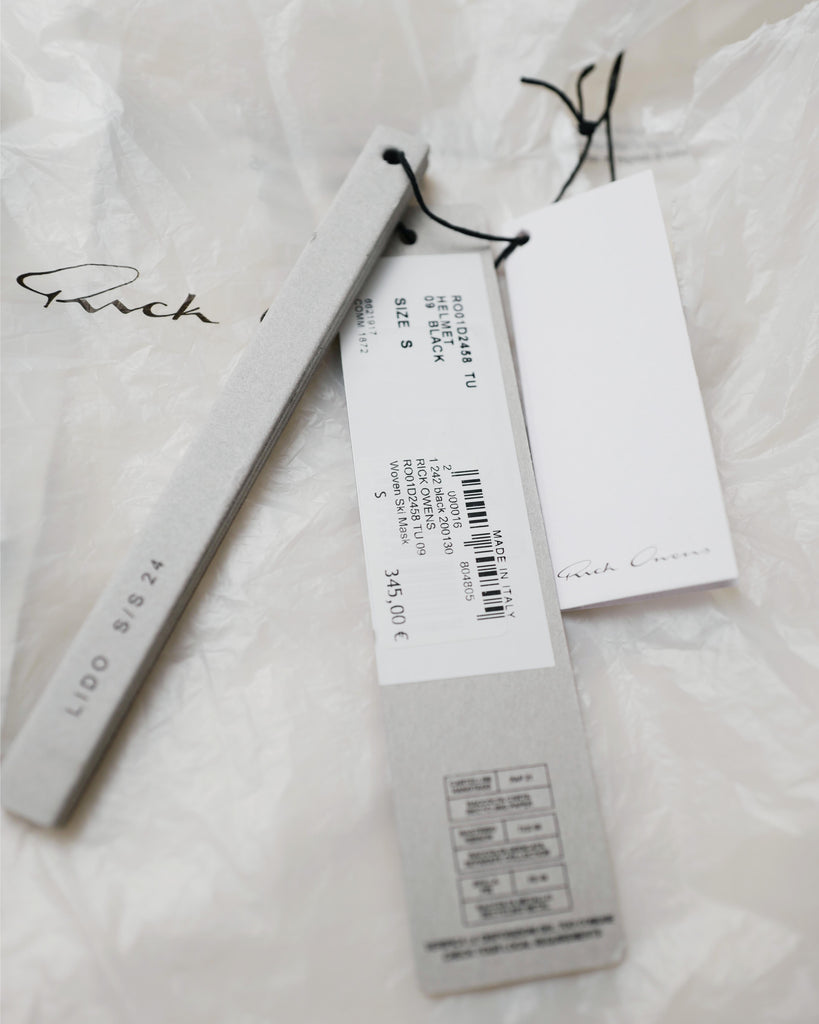 Rick
LIDO S/S 24
RO01D2458 TU
HELMET
09 BLACK
SIZE S
6621917
COMM 1872
MADE IN ITALY
2 000016 804805
1 242 black 200130
RICK OWENS
RO01D2458 TU 09
Woven Ski Mask
S
345,00 €
Rick Owens